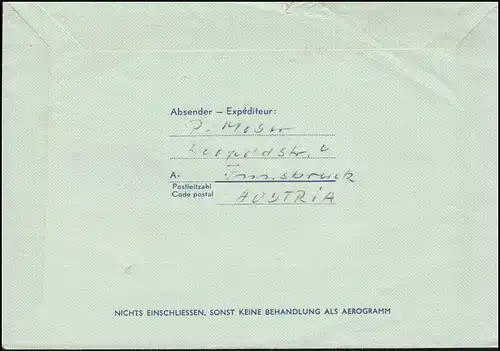 Absender — Expéditeur:
P. Moser
Leopoldstr.
A- Innsbruck
Postleitzahl
Code postal
AUSTRIA
NICHTS EINSCHLIESSEN, SONST KEINE BEHANDLUNG ALS AEROGRAMM